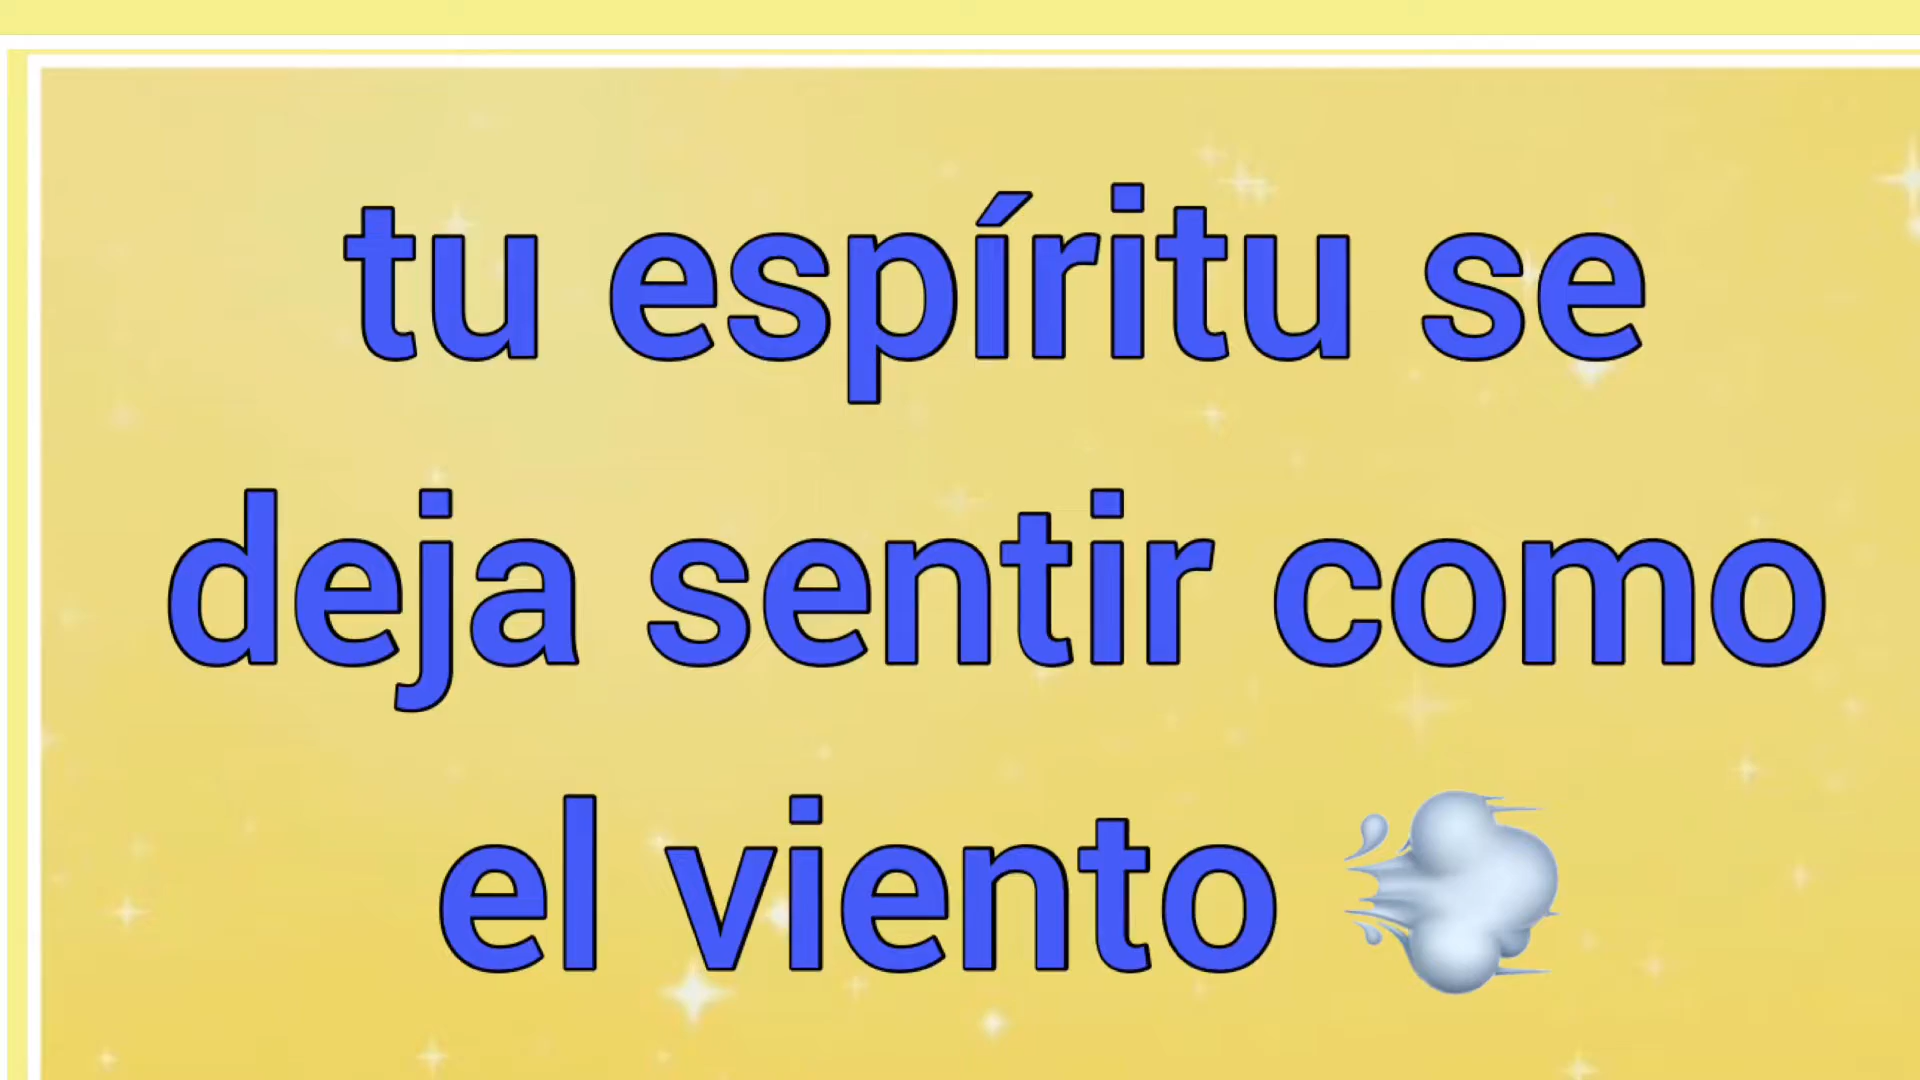 tu espíritu se
deja sentir como
el viento 💨